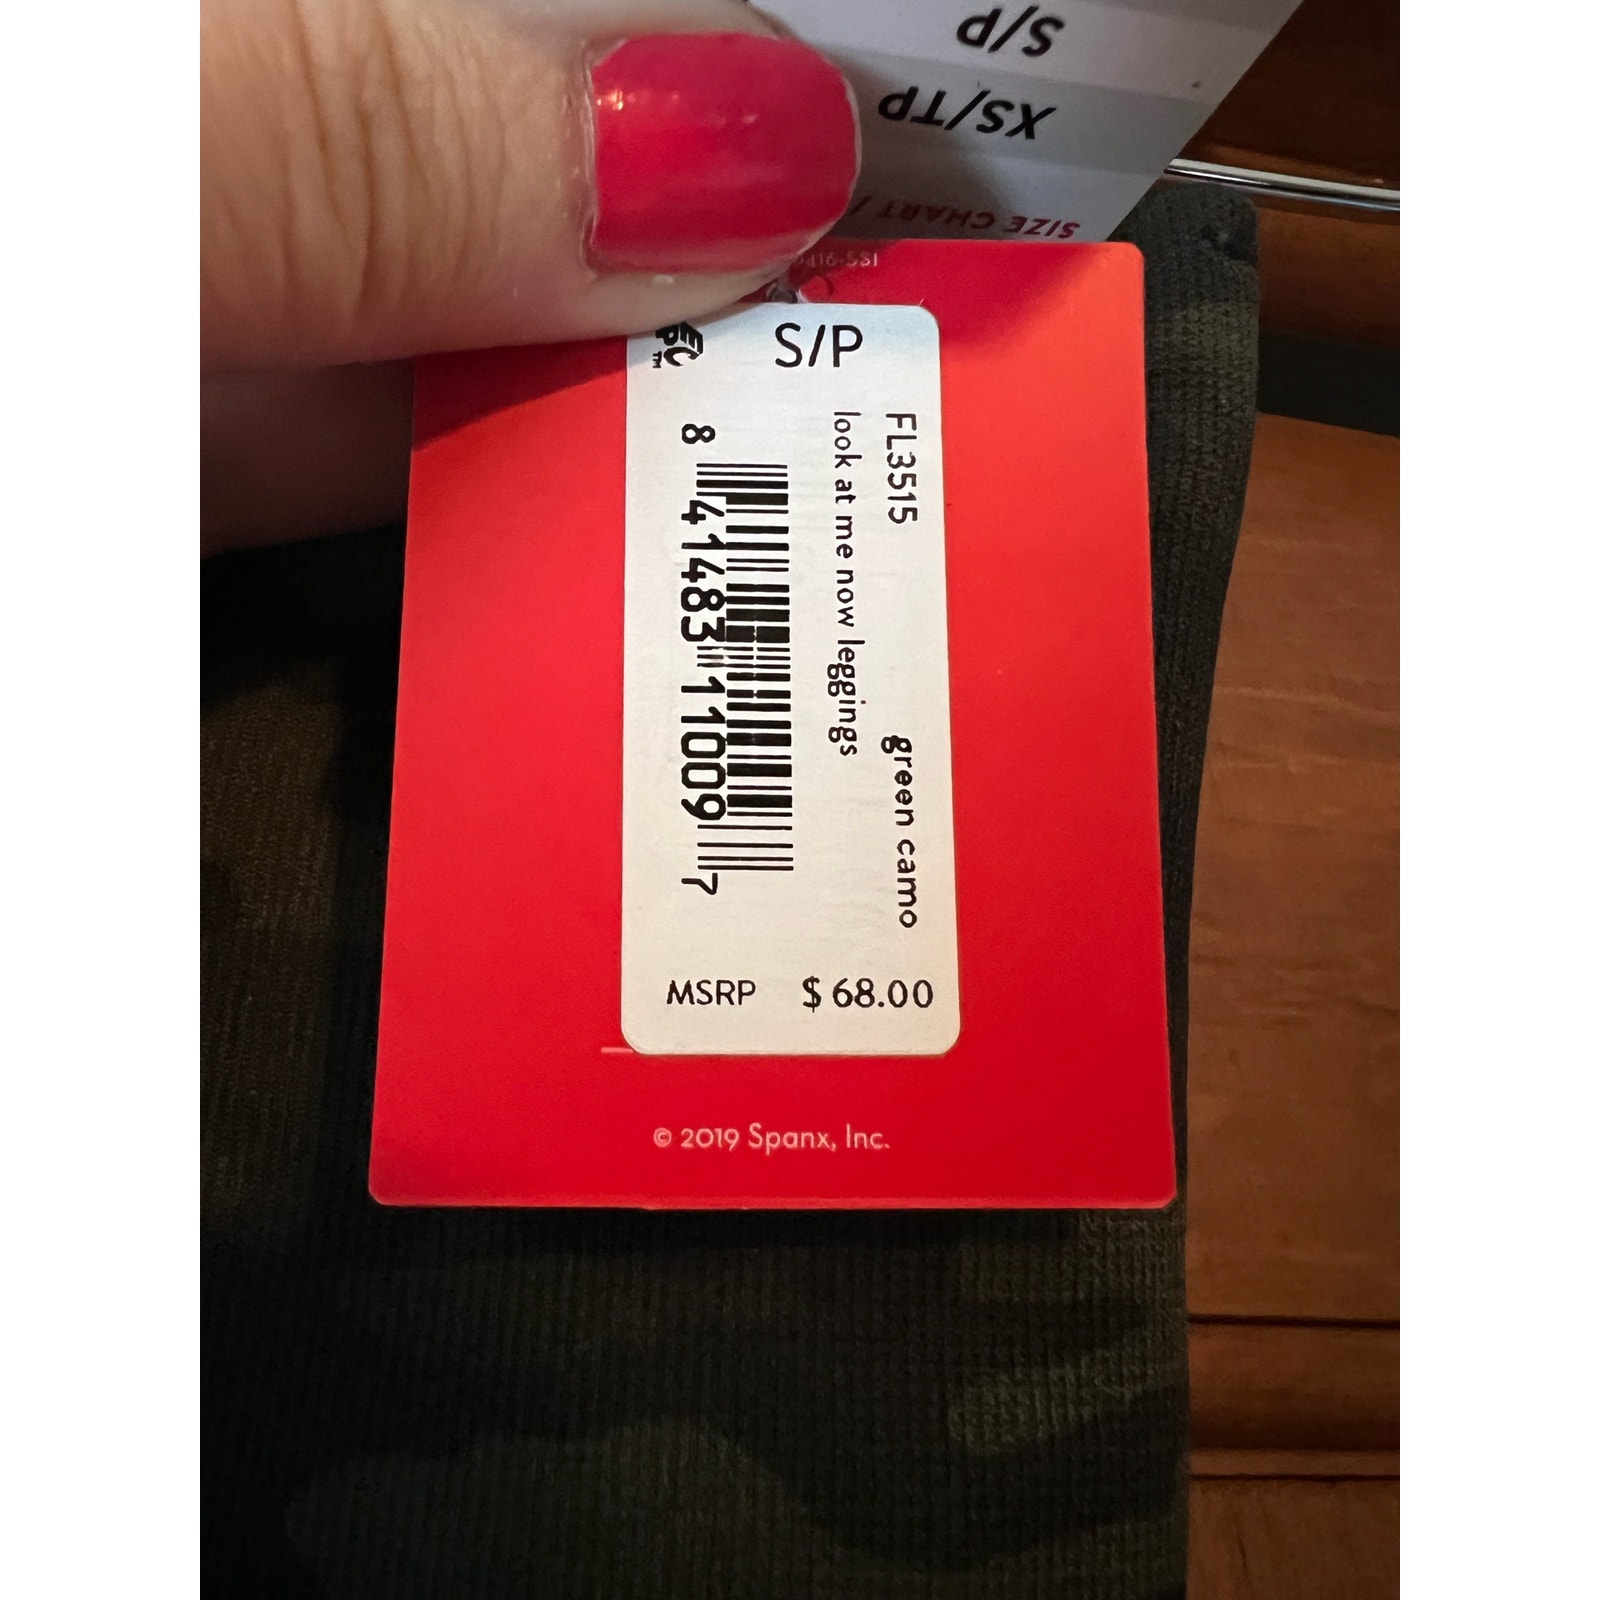 S/P
XS/TP
SIZE CHART /
S/P
FL3515 green camo
look at me now leggings
8 41483 11009 7
MSRP $ 68.00
© 2019 Spanx, Inc.